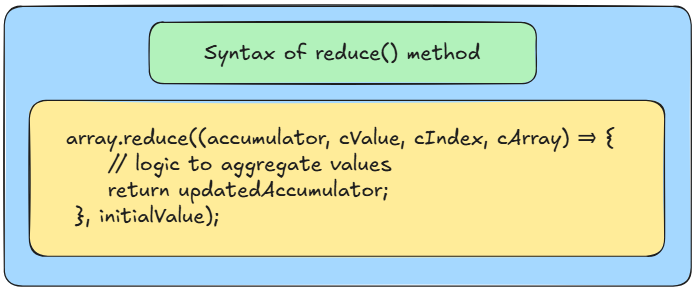 Syntax of reduce() method
array.reduce((accumulator, cValue, cIndex, cArray) => {
// logic to aggregate values
return updatedAccumulator;
}, initialValue);